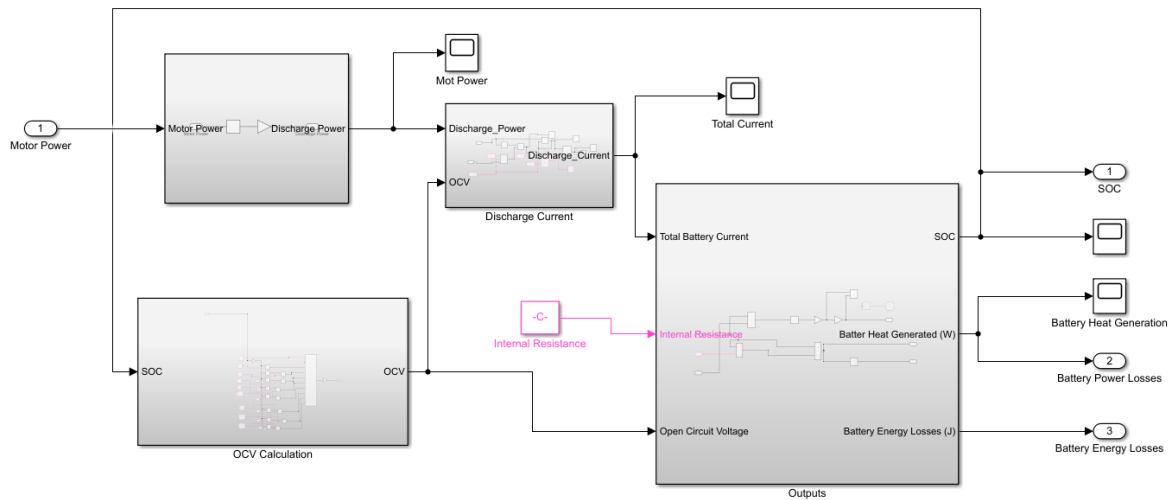 Mot Power
1
Motor Power
Motor Power
Discharge Power
Total Current
Discharge_Power
Discharge_Current
OCV
Discharge Current
1
SOC
Total Battery Current
SOC
-C-
Internal Resistance
Internal Resistance
Batter Heat Generated (W)
Battery Heat Generation
2
Battery Power Losses
SOC
OCV
OCV Calculation
Open Circuit Voltage
Battery Energy Losses (J)
3
Battery Energy Losses
Outputs